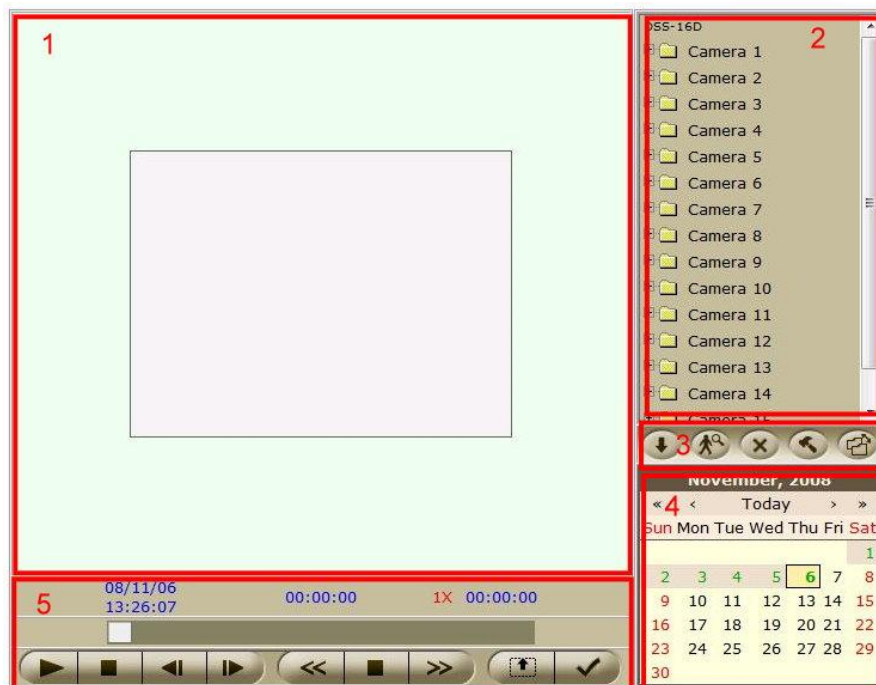 1
2
DSS-16D
Camera 1
Camera 2
Camera 3
Camera 4
Camera 5
Camera 6
Camera 7
Camera 8
Camera 9
Camera 10
Camera 11
Camera 12
Camera 13
Camera 14
Camera 15
3
November, 2008
4
« ‹ Today › »
Sun Mon Tue Wed Thu Fri Sat
1
2 3 4 5 6 7 8
9 10 11 12 13 14 15
16 17 18 19 20 21 22
23 24 25 26 27 28 29
30
5
08/11/06
13:26:07
00:00:00
1X 00:00:00